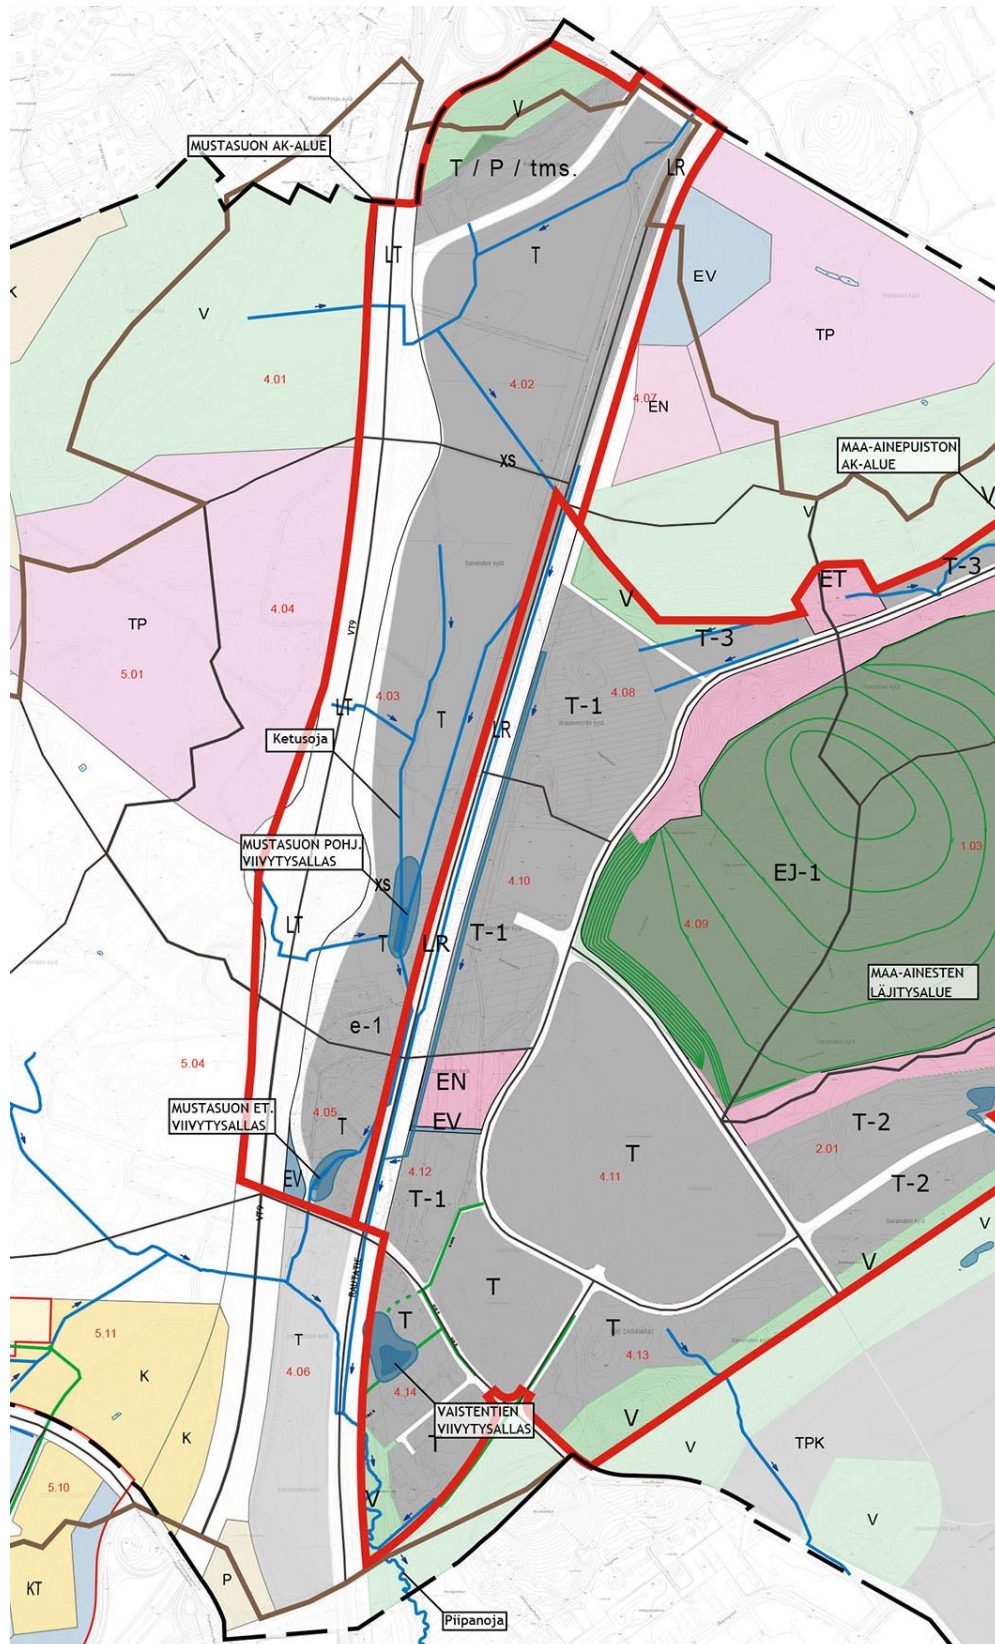 V
MUSTASUON AK-ALUE
T / P / tms.
LR
LT
T
EV
K
V
TP
4.01
4.02
4.07
EN
MAA-AINEPUISTON
AK-ALUE
XS
V
V
ET
T-3
V
4.04
TP
T-3
5.01
VT9
4.03
LT
T
T-1
4.08
LR
Ketusoja
MUSTASUON POHJ.
VIIVYTYSALLAS
1.03
EJ-1
XS
4.10
4.09
LT
T
LR
T-1
MAA-AINESTEN
LÄJITYSALUE
e-1
5.04
EN
MUSTASUON ET.
VIIVYTYSALLAS
4.05
T
EV
T-2
T
2.01
4.12
4.11
EV
T-1
T-2
VT9
V
V
RAUTATIE
T
5.11
T
T
T
4.06
4.13
K
4.14
VAISTENTIEN
VIIVYTYSALLAS
V
K
T
V
TPK
5.10
V
V
P
KT
Piipanoja